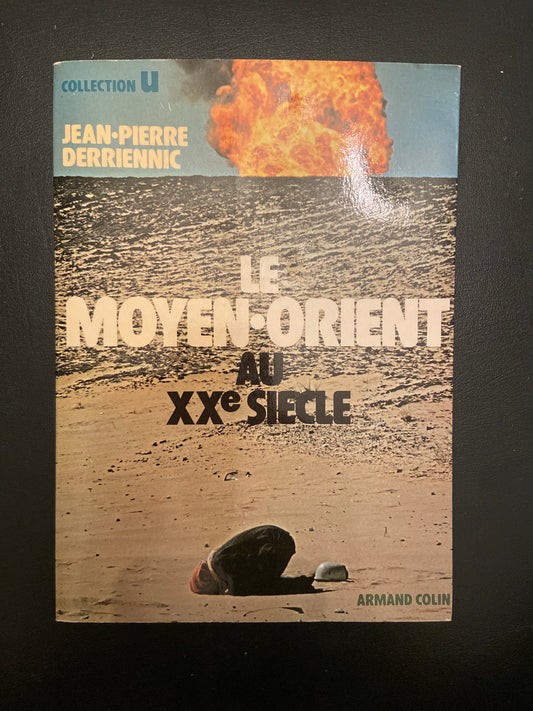 COLLECTION U
JEAN•PIERRE
DERRIENNIC
LE
MOYEN•ORIENT
AU
XXe SIECLE
ARMAND COLIN